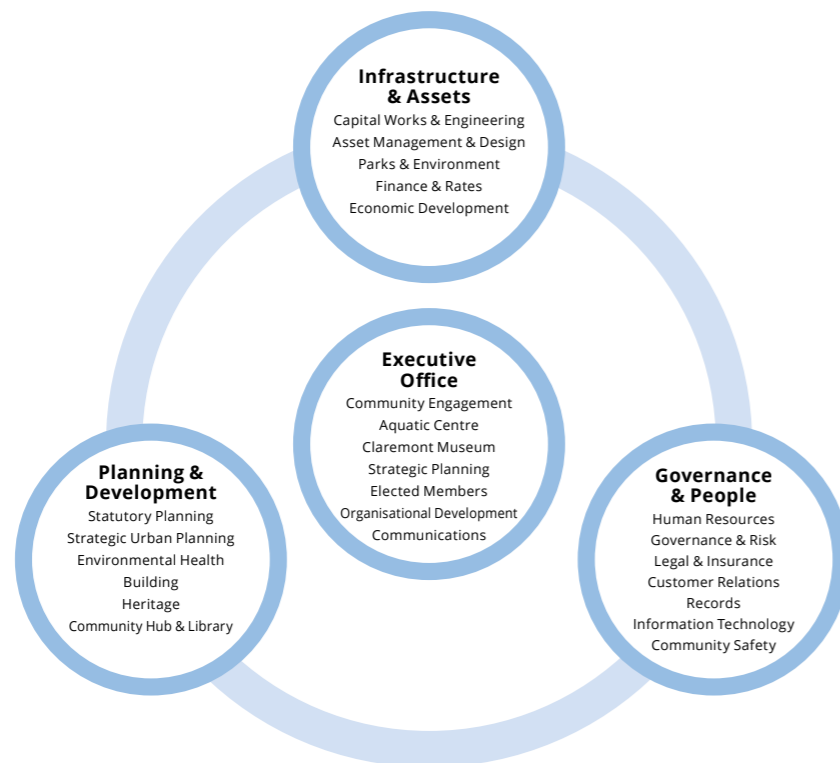 Infrastructure
& Assets
Capital Works & Engineering
Asset Management & Design
Parks & Environment
Finance & Rates
Economic Development
Executive
Office
Community Engagement
Aquatic Centre
Claremont Museum
Strategic Planning
Elected Members
Organisational Development
Communications
Planning &
Development
Statutory Planning
Strategic Urban Planning
Environmental Health
Building
Heritage
Community Hub & Library
Governance
& People
Human Resources
Governance & Risk
Legal & Insurance
Customer Relations
Records
Information Technology
Community Safety